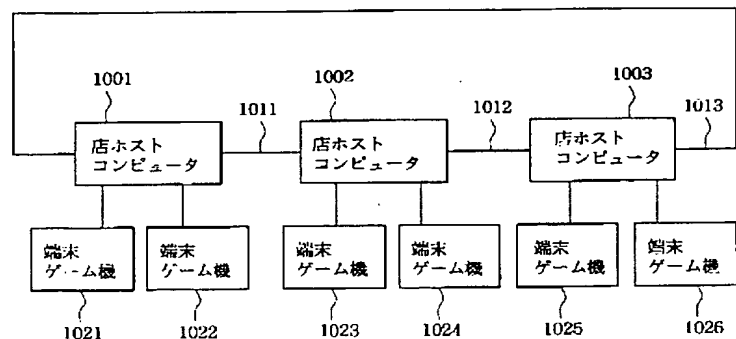 1001
1002
1003
1011
1012
1013
店ホスト
コンピュータ
店ホスト
コンピュータ
店ホスト
コンピュータ
端末
ゲーム機
端末
ゲーム機
端末
ゲーム機
端末
ゲーム機
端末
ゲーム機
端末
ゲーム機
1021
1022
1023
1024
1025
1026